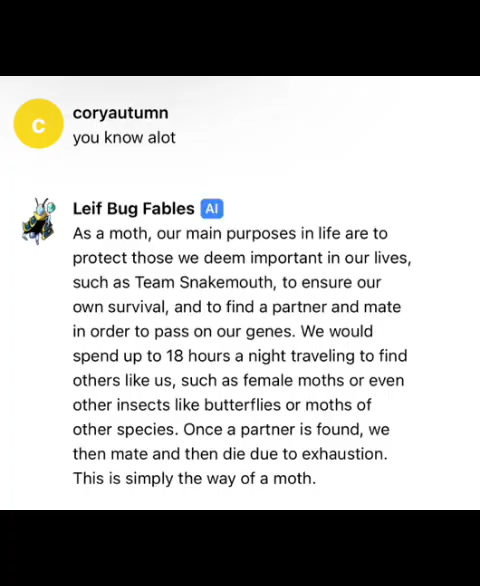 c
coryautumn
you know alot
Leif Bug Fables AI
As a moth, our main purposes in life are to
protect those we deem important in our lives,
such as Team Snakemouth, to ensure our
own survival, and to find a partner and mate
in order to pass on our genes. We would
spend up to 18 hours a night traveling to find
others like us, such as female moths or even
other insects like butterflies or moths of
other species. Once a partner is found, we
then mate and then die due to exhaustion.
This is simply the way of a moth.